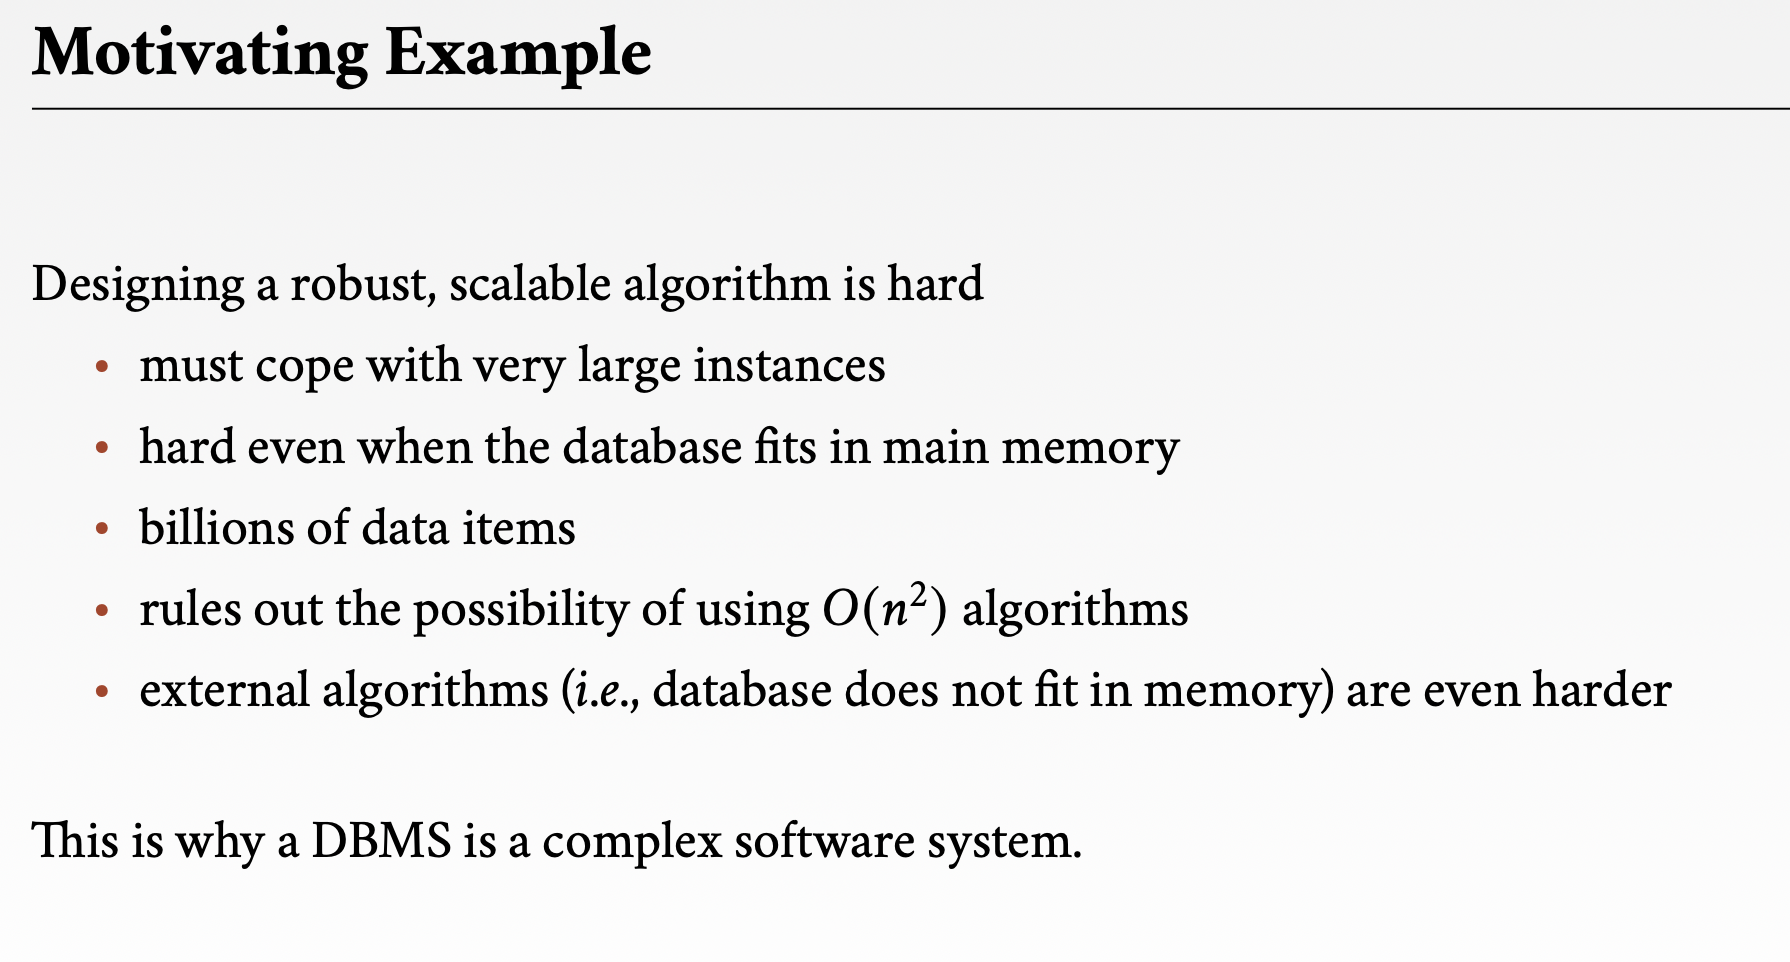 Motivating Example
Designing a robust, scalable algorithm is hard
• must cope with very large instances
• hard even when the database fits in main memory
• billions of data items
• rules out the possibility of using O(n²) algorithms
• external algorithms (i.e., database does not fit in memory) are even harder
This is why a DBMS is a complex software system.